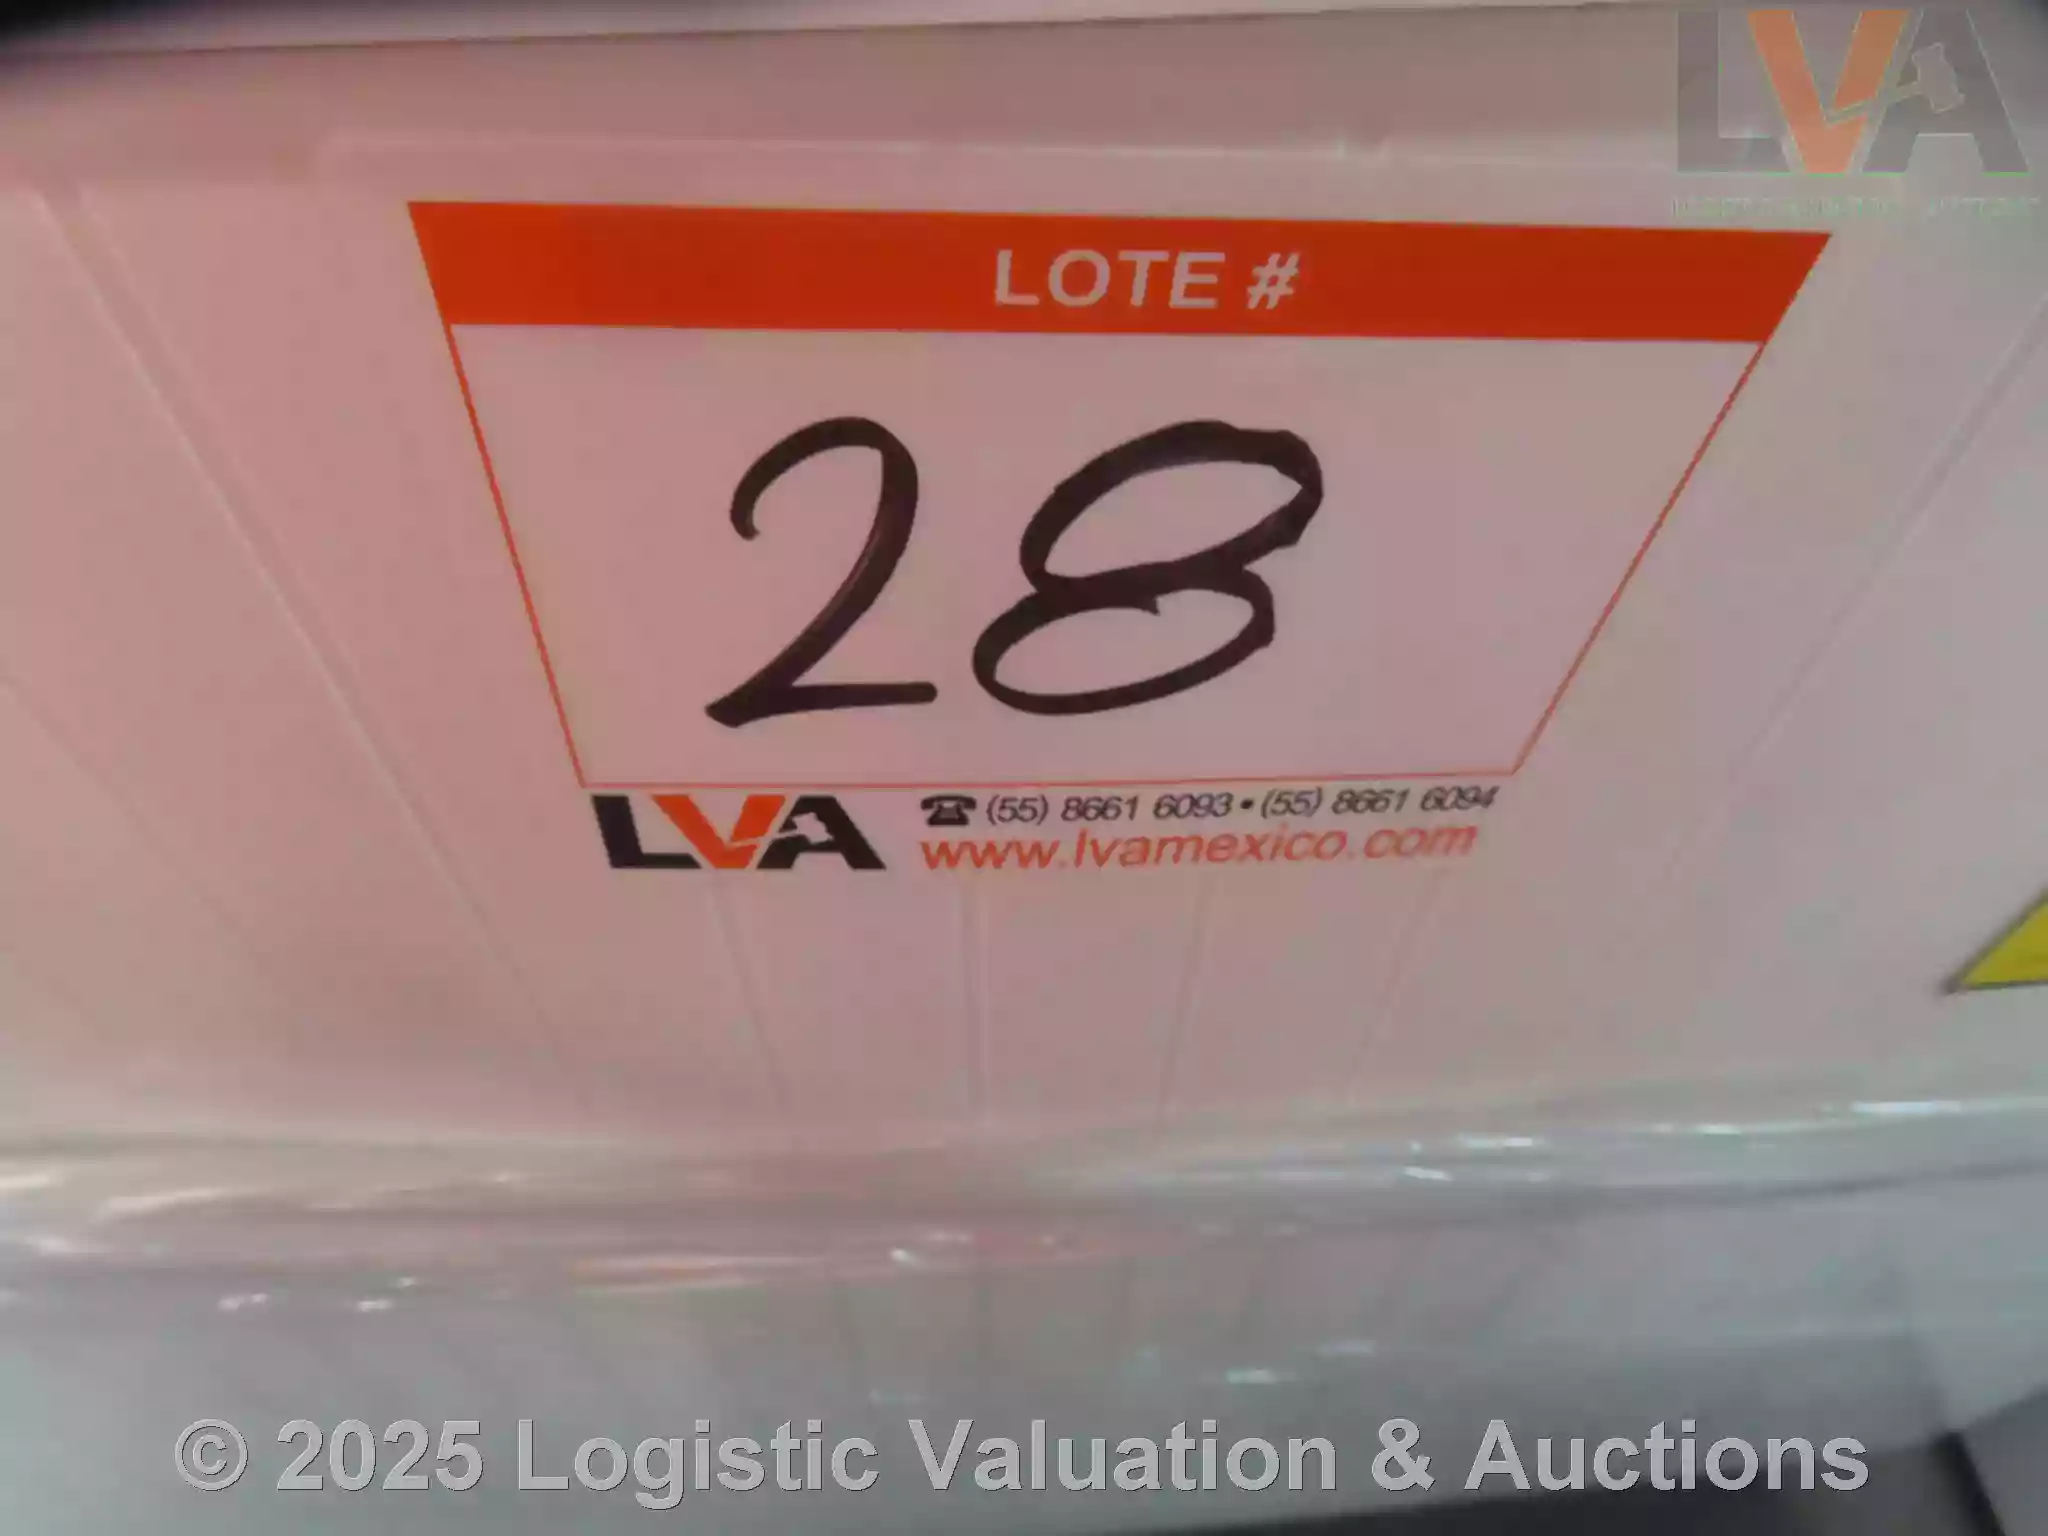 LVA
LOTE #
28
LVA
(55) 8661 6093 • (55) 8661 6094
www.lvamexico.com
© 2025 Logistic Valuation & Auctions